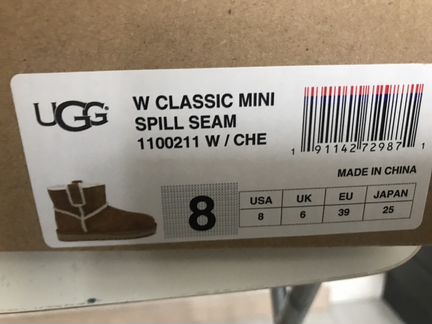 UGG
W CLASSIC MINI
SPILL SEAM
1100211 W / CHE
1 91142 72987 1
MADE IN CHINA
8
USA UK EU JAPAN
8 6 39 25